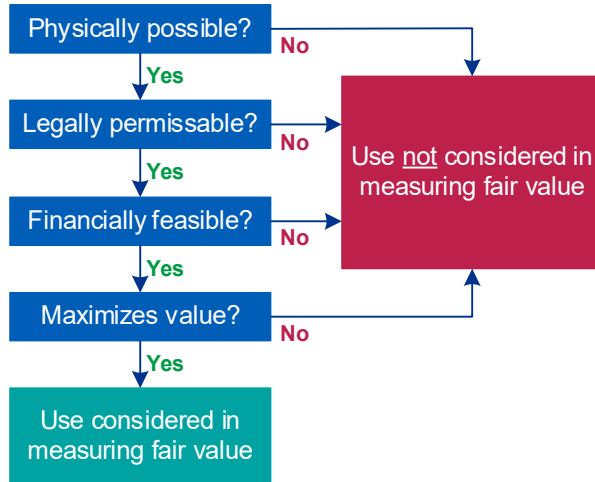 Physically possible?
No
Yes
Legally permissable?
No
Yes
Financially feasible?
No
Yes
Maximizes value?
No
Yes
Use considered in
measuring fair value
Use not considered in
measuring fair value